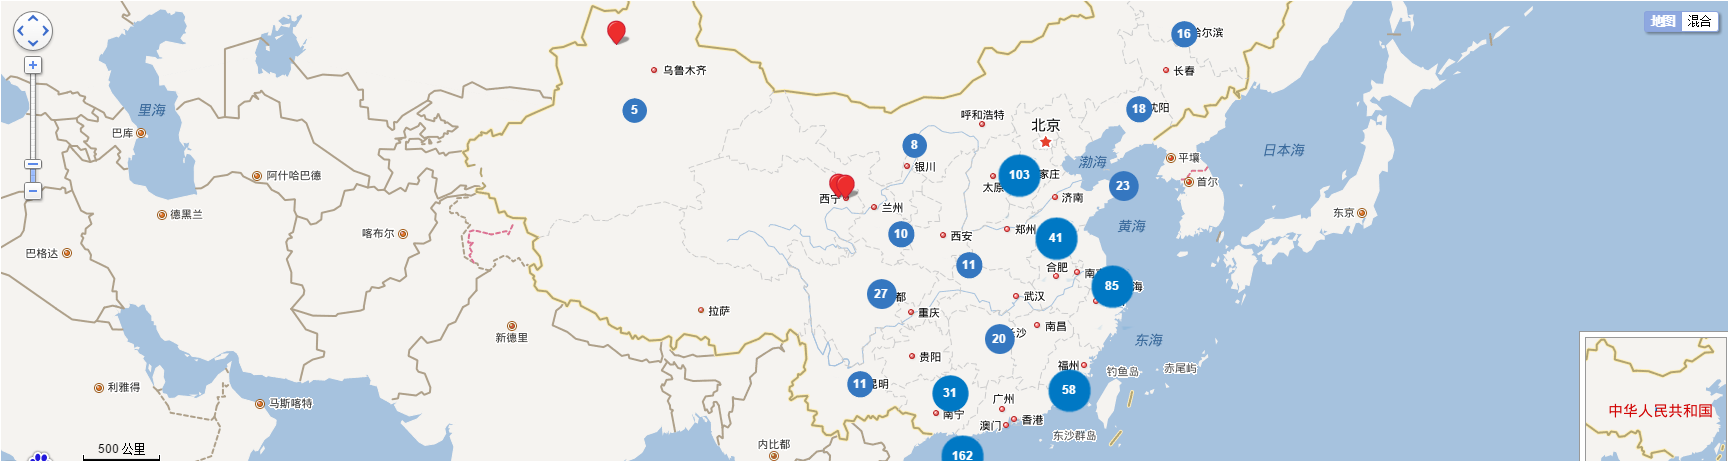 地图 混合
16
哈尔滨
乌鲁木齐
长春
5
里海
18
沈阳
呼和浩特
北京
巴库
8
日本海
渤海
平壤
银川
阿什哈巴德
103
家庄
太原
23
首尔
西宁
济南
兰州
德黑兰
东京
黄海
喀布尔
10
西安
郑州
41
巴格达
11
合肥
南京
27
都
85
海
武汉
拉萨
重庆
新德里
20
长沙
南昌
东海
贵阳
福州
钓鱼岛
赤尾屿
利雅得
11
昆明
31
58
马斯喀特
广州
南宁
香港
澳门
中华人民共和国
东沙群岛
内比都
500 公里
162